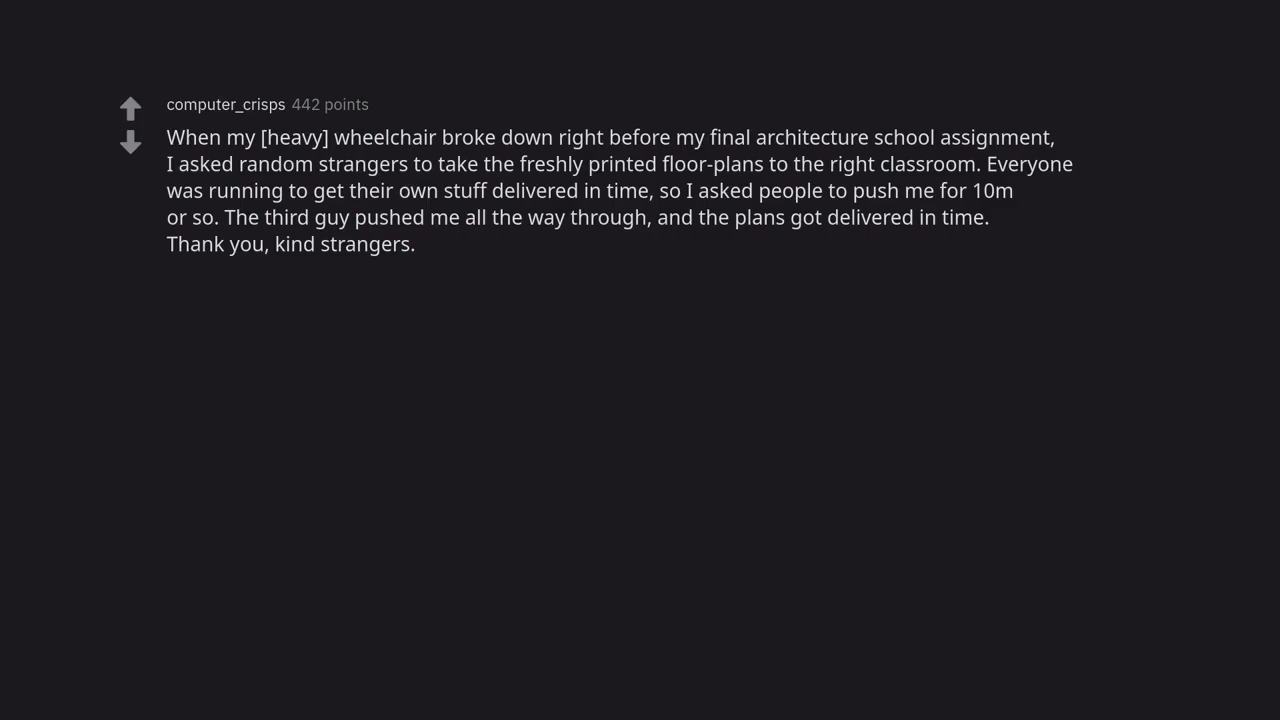 computer_crisps 442 points
When my [heavy] wheelchair broke down right before my final architecture school assignment,
I asked random strangers to take the freshly printed floor-plans to the right classroom. Everyone
was running to get their own stuff delivered in time, so I asked people to push me for 10m
or so. The third guy pushed me all the way through, and the plans got delivered in time.
Thank you, kind strangers.